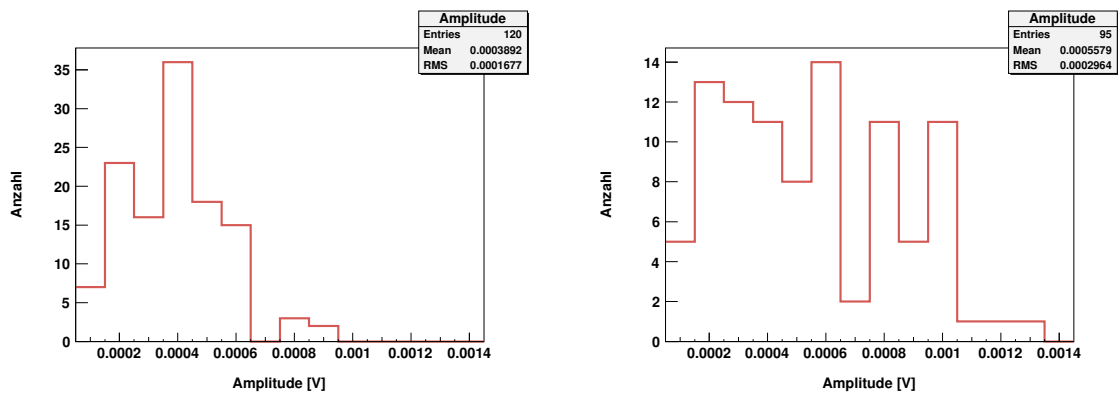 Amplitude
Entries 120
Mean 0.0003892
RMS 0.0001677
35
30
25
20
15
10
5
0
Anzahl
0.0002 0.0004 0.0006 0.0008 0.001 0.0012 0.0014
Amplitude [V]
Amplitude
Entries 95
Mean 0.0005579
RMS 0.0002964
14
12
10
8
6
4
2
0
Anzahl
0.0002 0.0004 0.0006 0.0008 0.001 0.0012 0.0014
Amplitude [V]